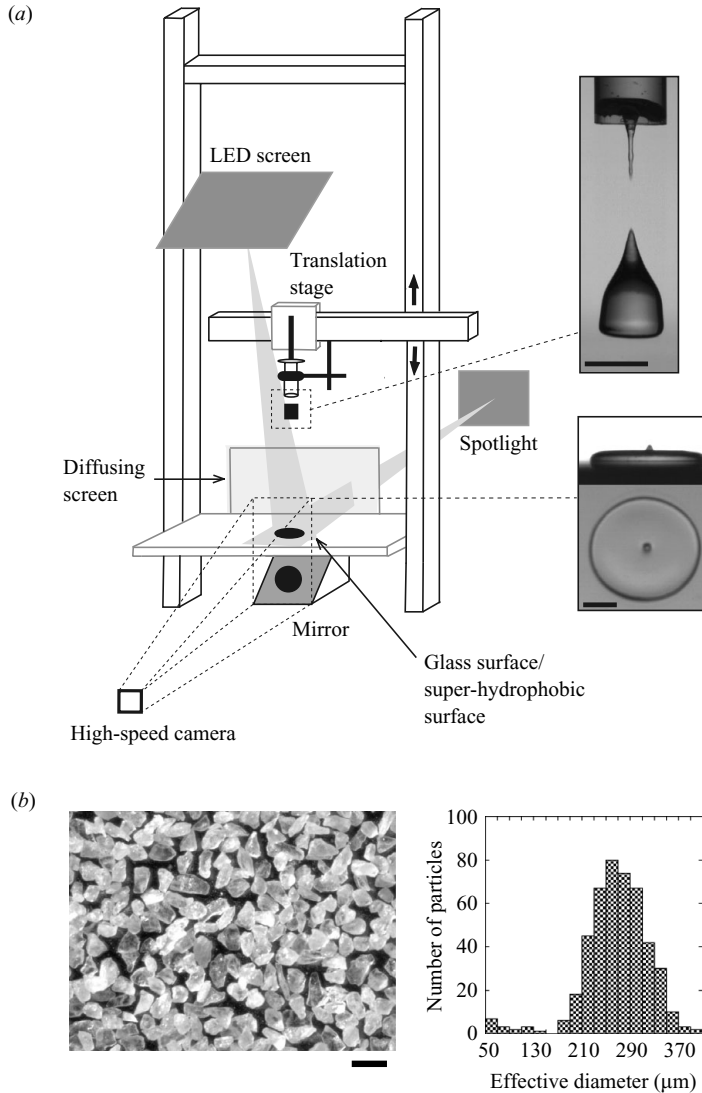 (a)
LED screen
Translation
stage
Spotlight
Diffusing
screen
Mirror
Glass surface/
super-hydrophobic
surface
High-speed camera
(b)
100
80
60
40
20
0
Number of particles
50 130 210 290 370
Effective diameter (µm)